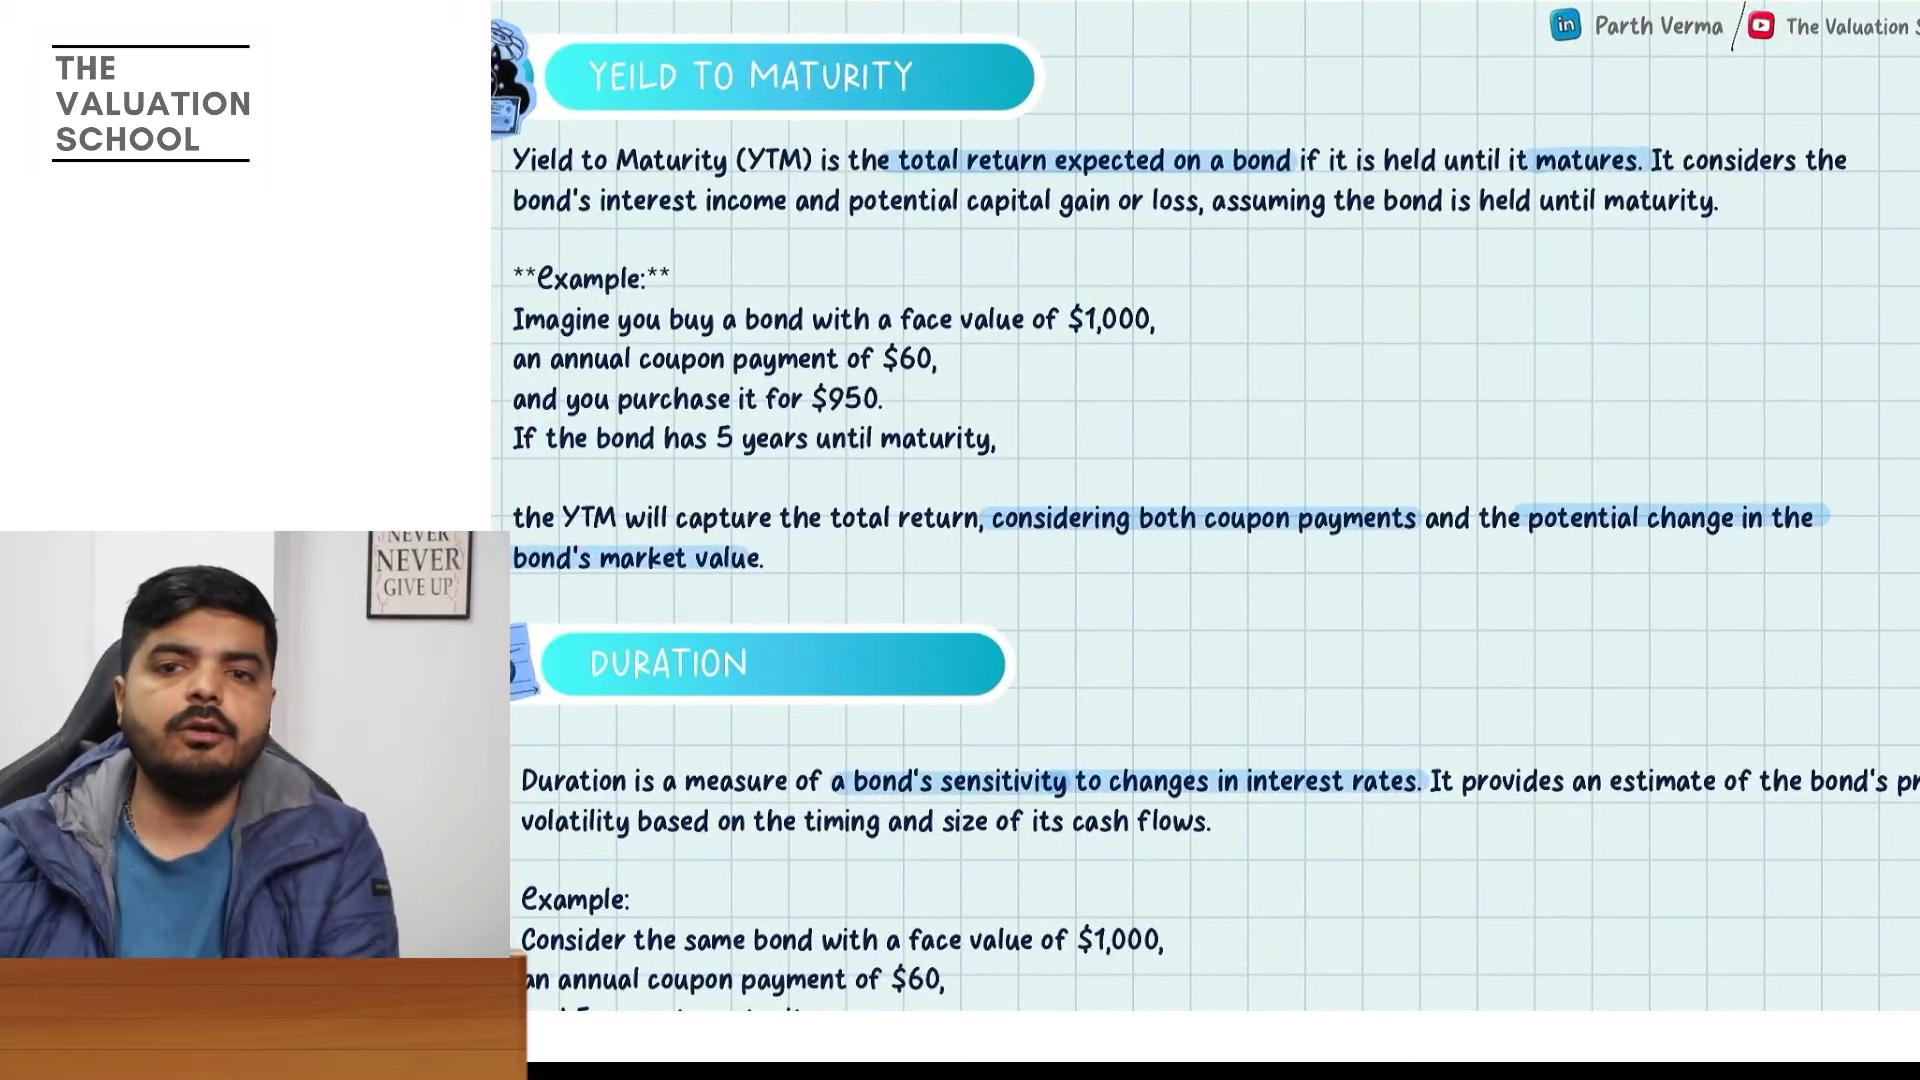 THE
VALUATION
SCHOOL
Parth Verma
The Valuation
YEILD TO MATURITY
Yield to Maturity (YTM) is the total return expected on a bond if it is held until it matures. It considers the
bond's interest income and potential capital gain or loss, assuming the bond is held until maturity.
**Example:**
Imagine you buy a bond with a face value of $1,000,
an annual coupon payment of $60,
and you purchase it for $950.
If the bond has 5 years until maturity,
the YTM will capture the total return, considering both coupon payments and the potential change in the
bond's market value.
NEVER
NEVER
GIVE UP
DURATION
Duration is a measure of a bond's sensitivity to changes in interest rates. It provides an estimate of the bond's
volatility based on the timing and size of its cash flows.
Example:
Consider the same bond with a face value of $1,000,
an annual coupon payment of $60,